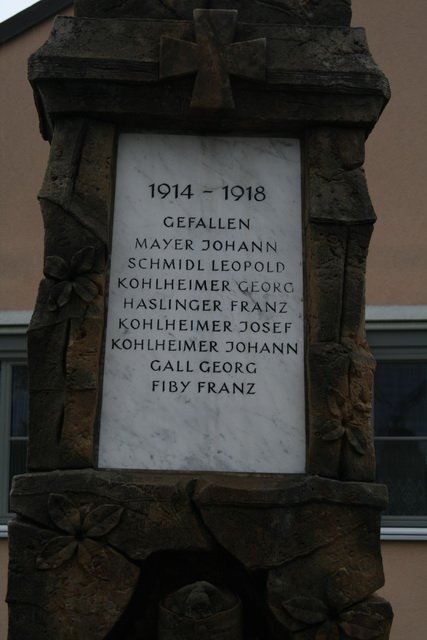 1914 - 1918
GEFALLEN
MAYER JOHANN
SCHMIDL LEOPOLD
KOHLHEIMER GEORG
HASLINGER FRANZ
KOHLHEIMER JOSEF
KOHLHEIMER JOHANN
GALL GEORG
FIBY FRANZ